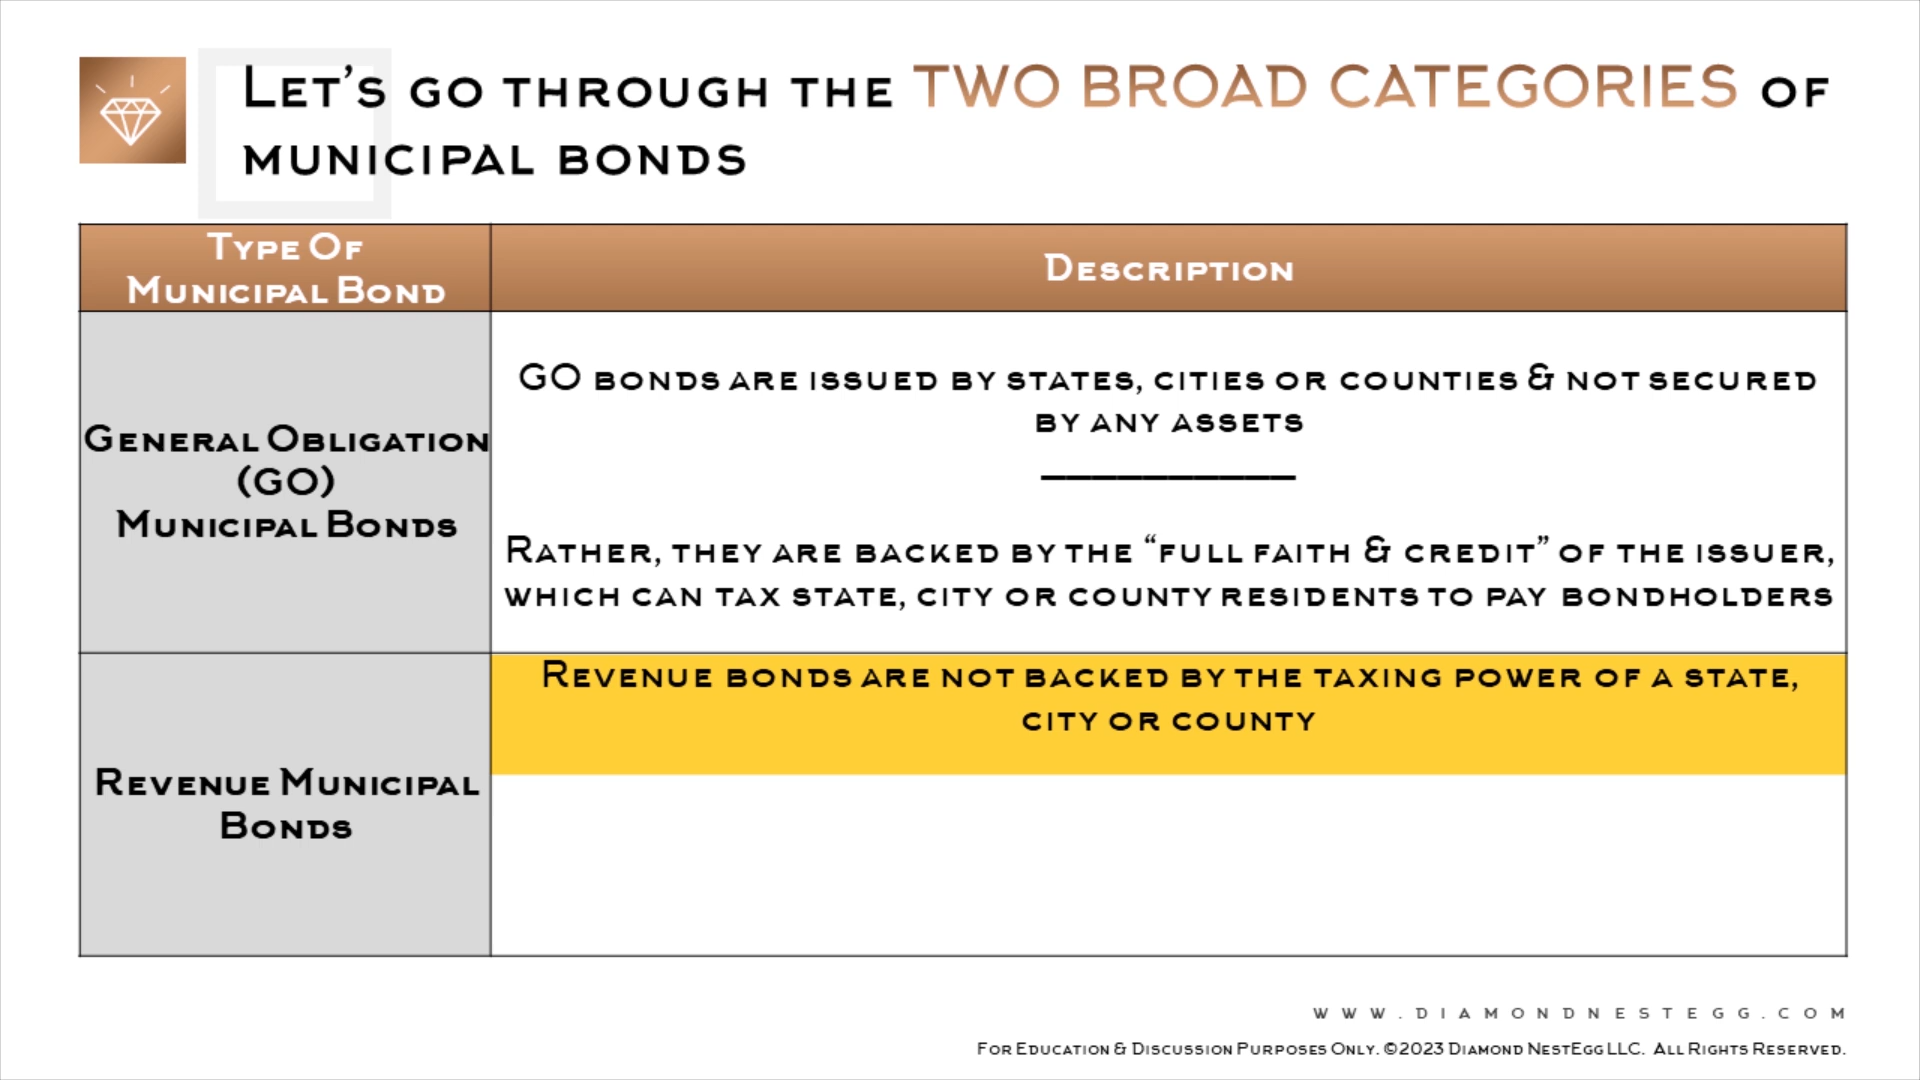 Let's go through the TWO BROAD CATEGORIES of
municipal bonds
Type Of
Municipal Bond
Description
General Obligation
(GO)
Municipal Bonds
GO bonds are issued by states, cities or counties & not secured
by any assets
__________
Rather, they are backed by the “full faith & credit” of the issuer,
which can tax state, city or county residents to pay bondholders
Revenue Municipal
Bonds
Revenue bonds are not backed by the taxing power of a state,
city or county
WWW.DIAMONDNESTEGG.COM
For Education & Discussion Purposes Only. ©2023 Diamond NestEgg LLC. All Rights Reserved.